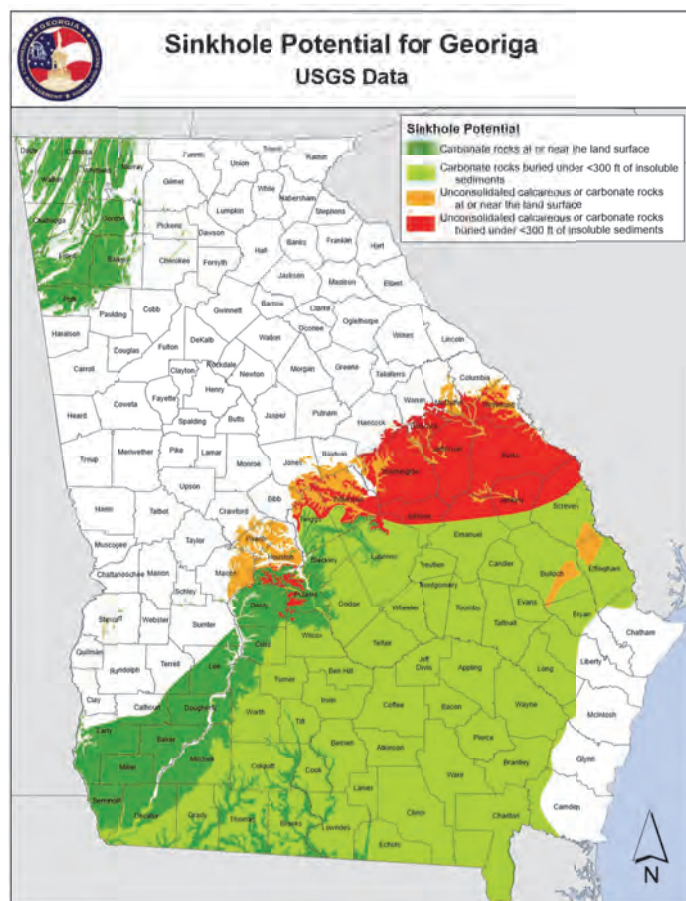 Sinkhole Potential for Georiga
USGS Data
GEORGIA
Sinkhole Potential
Carbonate rocks at or near the land surface
Carbonate rocks buried under <300 ft of insoluble
sediments
Unconsolidated calcareous or carbonate rocks
at or near the land surface
Unconsolidated calcareous or carbonate rocks
buried under <300 ft of insoluble sediments
Dade
Murray
Union
Gilmer
White
Habersham
Walker
Whitfield
Lumpkin
Stephens
Chattooga
Gordon
Pickens
Dawson
Banks
Franklin
Hart
Hall
Floyd
Bartow
Cherokee
Forsyth
Jackson
Madison
Elbert
Polk
Paulding
Cobb
Gwinnett
Barrow
Oglethorpe
Haralson
Oconee
Wilkes
Lincoln
Douglas
Fulton
DeKalb
Walton
Carroll
Rockdale
Newton
Morgan
Greene
Taliaferro
Clayton
Columbia
Henry
Heard
Coweta
Fayette
Butts
Jasper
Putnam
Hancock
Warren
Spalding
Troup
Meriwether
Pike
Lamar
Monroe
Jones
Baldwin
Burke
Upson
Bibb
Harris
Talbot
Crawford
Jenkins
Screven
Taylor
Twiggs
Muscogee
Peach
Houston
Bleckley
Laurens
Emanuel
Chattahoochee
Marion
Macon
Treutlen
Candler
Bulloch
Effingham
Schley
Pulaski
Montgomery
Dooly
Dodge
Wheeler
Toombs
Evans
Bryan
Stewart
Webster
Sumter
Tattnall
Chatham
Wilcox
Telfair
Quitman
Crisp
Liberty
Randolph
Terrell
Lee
Turner
Ben Hill
Jeff
Davis
Appling
Long
Clay
Calhoun
Dougherty
Worth
Irwin
Coffee
Bacon
Wayne
McIntosh
Tift
Early
Baker
Pierce
Berrien
Atkinson
Miller
Mitchell
Colquitt
Cook
Ware
Brantley
Glynn
Lanier
Seminole
Decatur
Grady
Thomas
Brooks
Lowndes
Clinch
Charlton
Camden
Echols
N